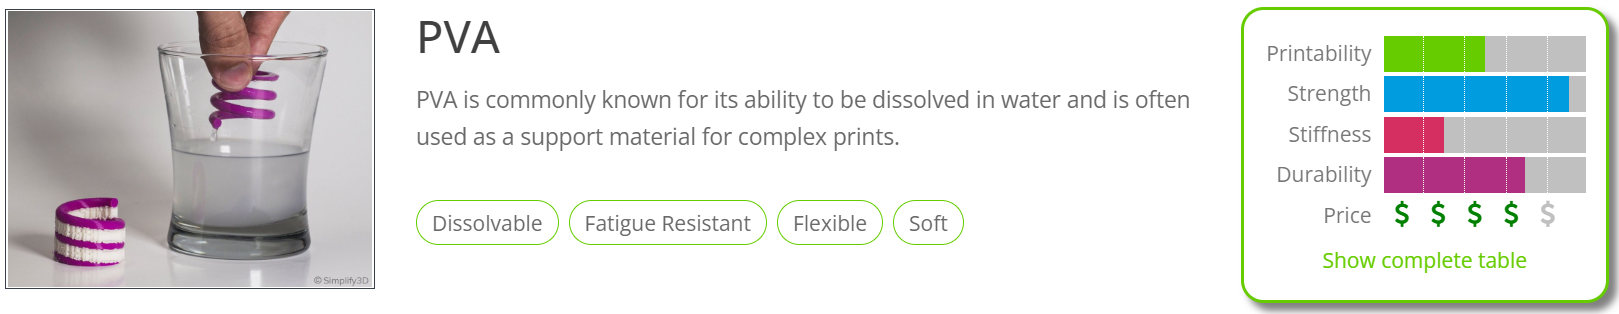 PVA
PVA is commonly known for its ability to be dissolved in water and is often
used as a support material for complex prints.
Dissolvable
Fatigue Resistant
Flexible
Soft
© Simplify3D
Printability
Strength
Stiffness
Durability
Price $ $ $ $ $
Show complete table